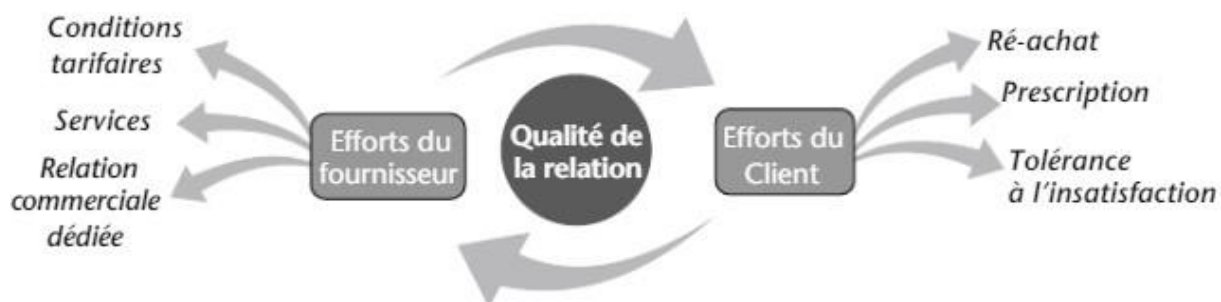 Conditions
tarifaires
Services
Relation
commerciale
dédiée
Efforts du
fournisseur
Qualité de
la relation
Efforts du
Client
Ré-achat
Prescription
Tolérance
à l'insatisfaction